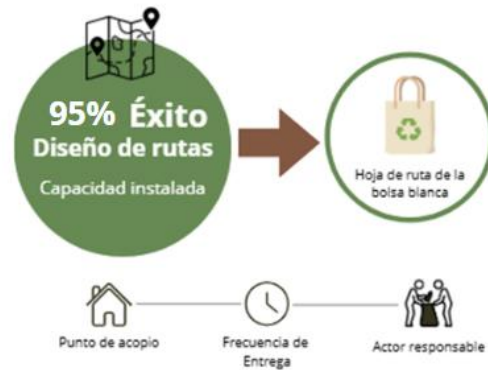 95% Éxito
Diseño de rutas
Capacidad instalada
Hoja de ruta de la
bolsa blanca
Punto de acopio
Frecuencia de
Entrega
Actor responsable